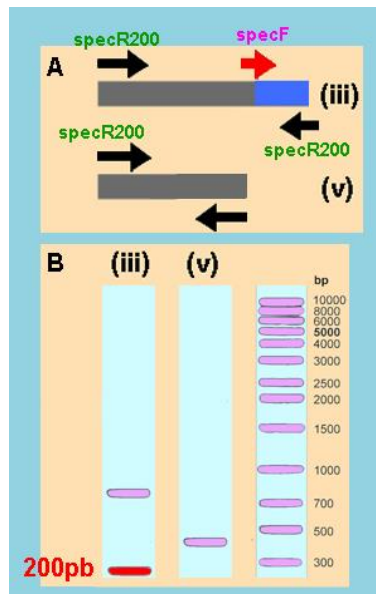 specR200 specF
A
(iii)
specR200
specR200
(v)
B (iii) (v)
bp
10000
8000
6000
5000
4000
3000
2500
2000
1500
1000
700
500
300
200pb